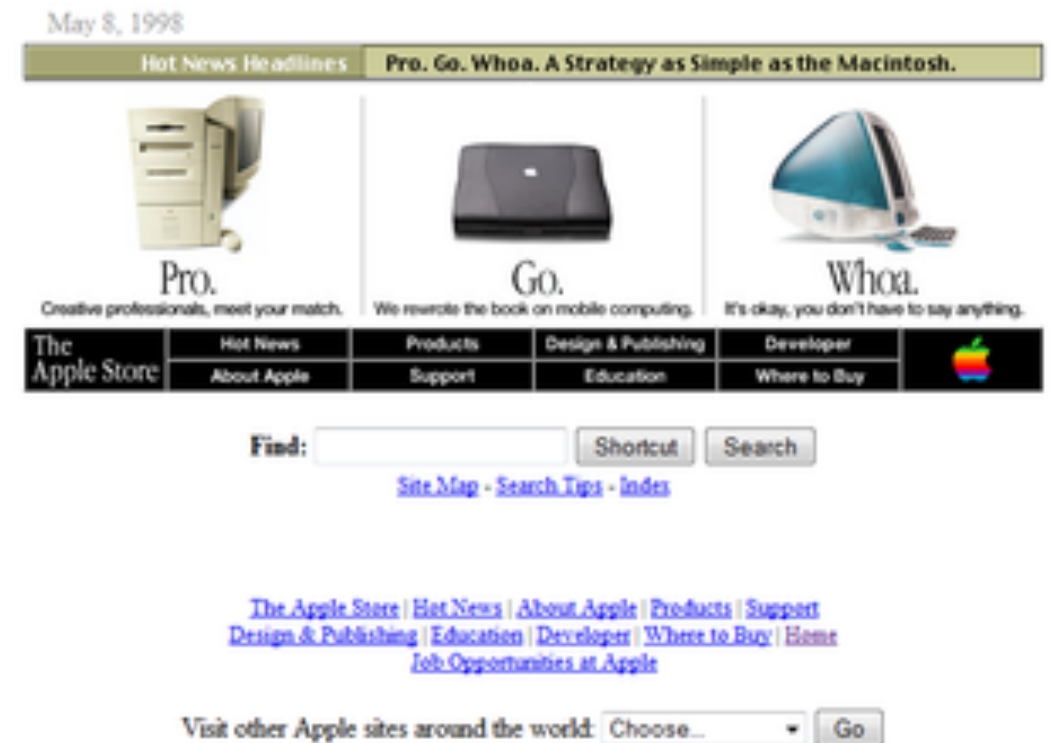 May 8, 1998
Hot News Headlines Pro. Go. Whoa. A Strategy as Simple as the Macintosh.
Pro. Go. Whoa.
Creative professionals, meet your match. We rewrote the book on mobile computing. It's okay, you don't have to say anything.
The Apple Store
Hot News Products Design & Publishing Developer
About Apple Support Education Where to Buy
Find: Shortcut Search
Site Map - Search Tips - Index
The Apple Store | Hot News | About Apple | Products | Support
Design & Publishing | Education | Developer | Where to Buy | Home
Job Opportunities at Apple
Visit other Apple sites around the world: Choose... Go